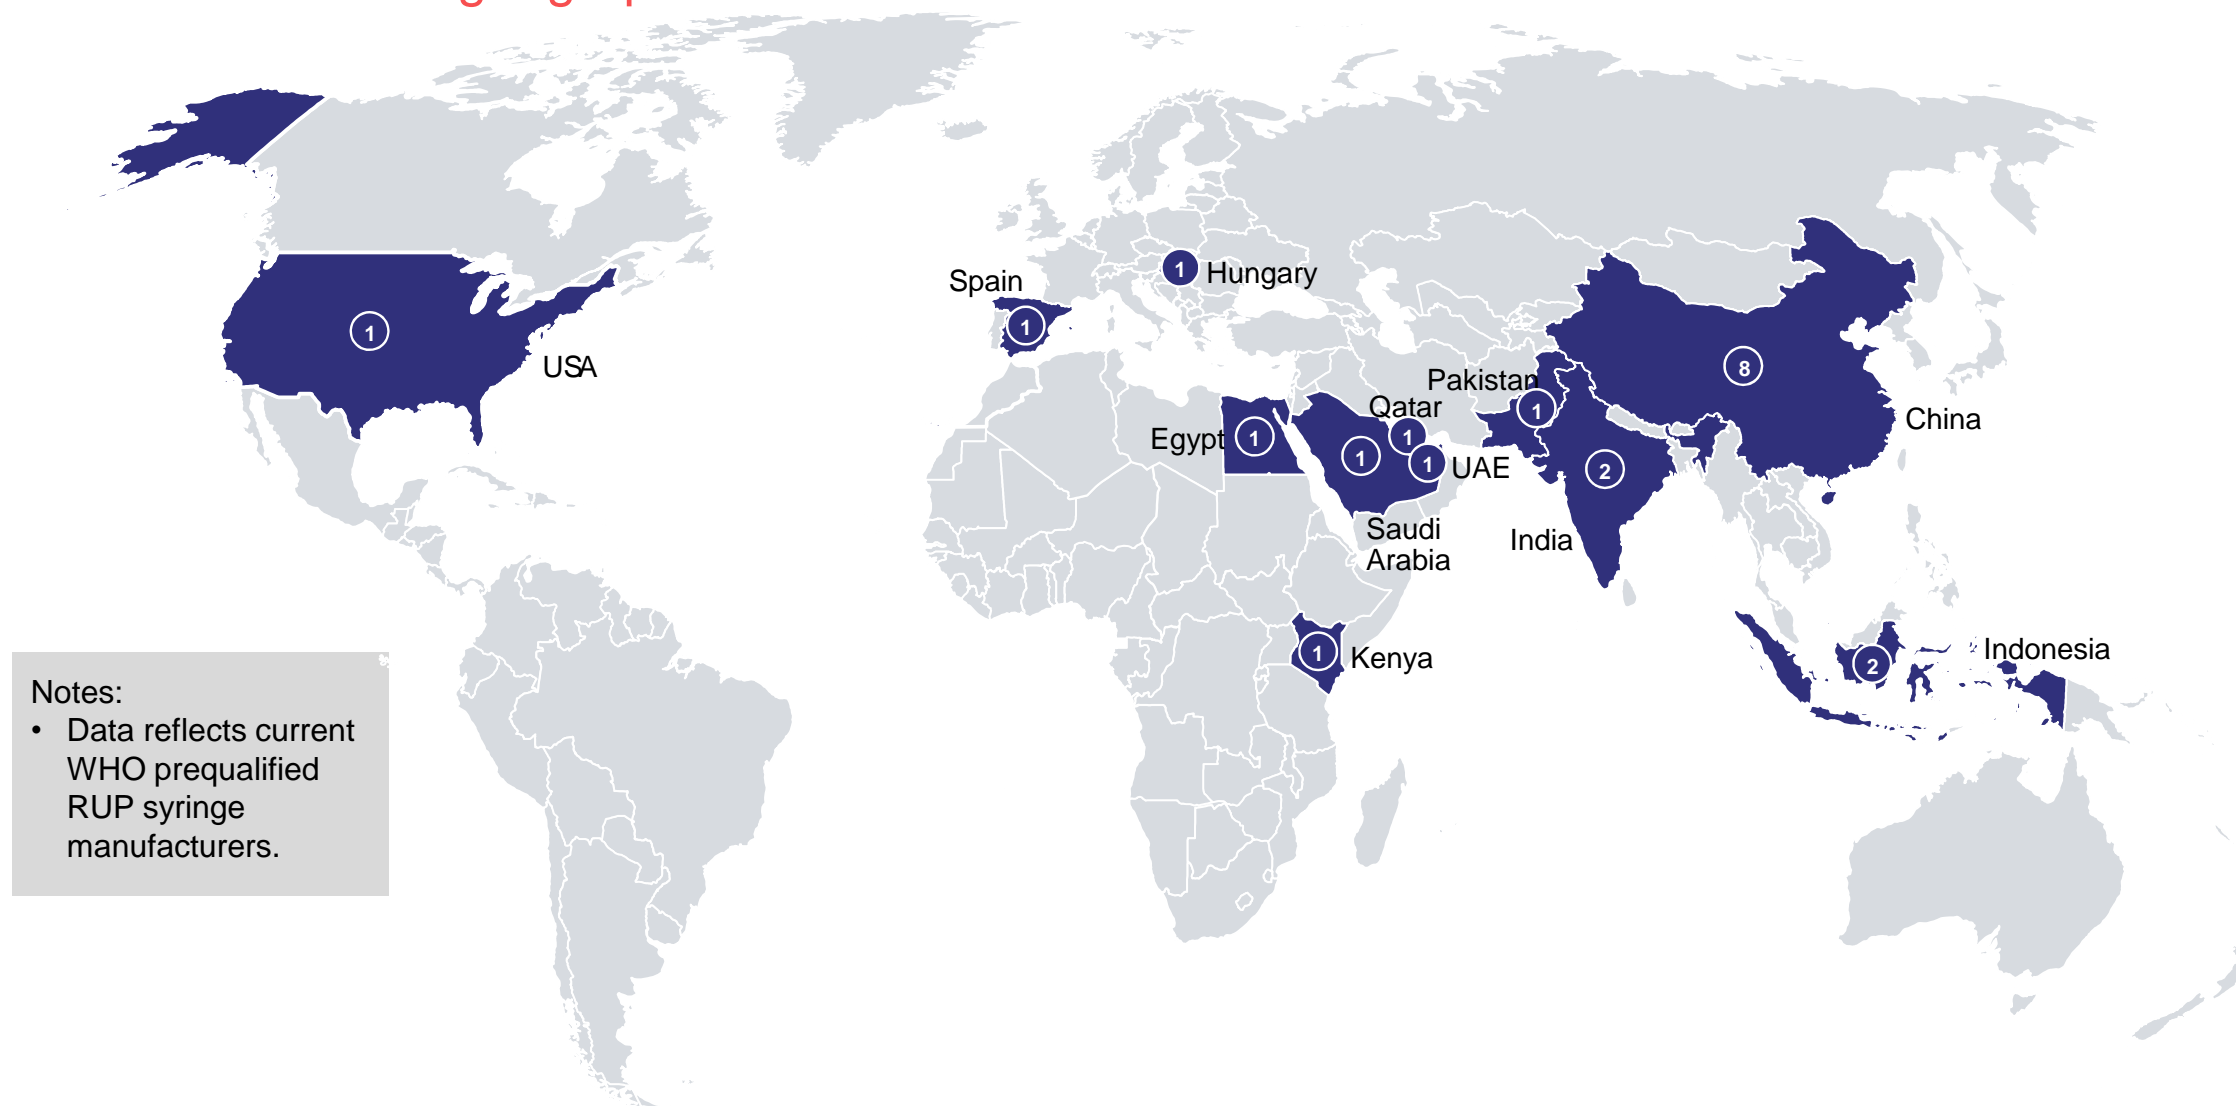 Spain
1
Hungary
1
USA
1
Pakistan
1
Qatar
1
Egypt
1
1
1
UAE
Saudi
Arabia
8
China
2
India
1
Kenya
2
Indonesia
Notes:
• Data reflects current
WHO prequalified
RUP syringe
manufacturers.